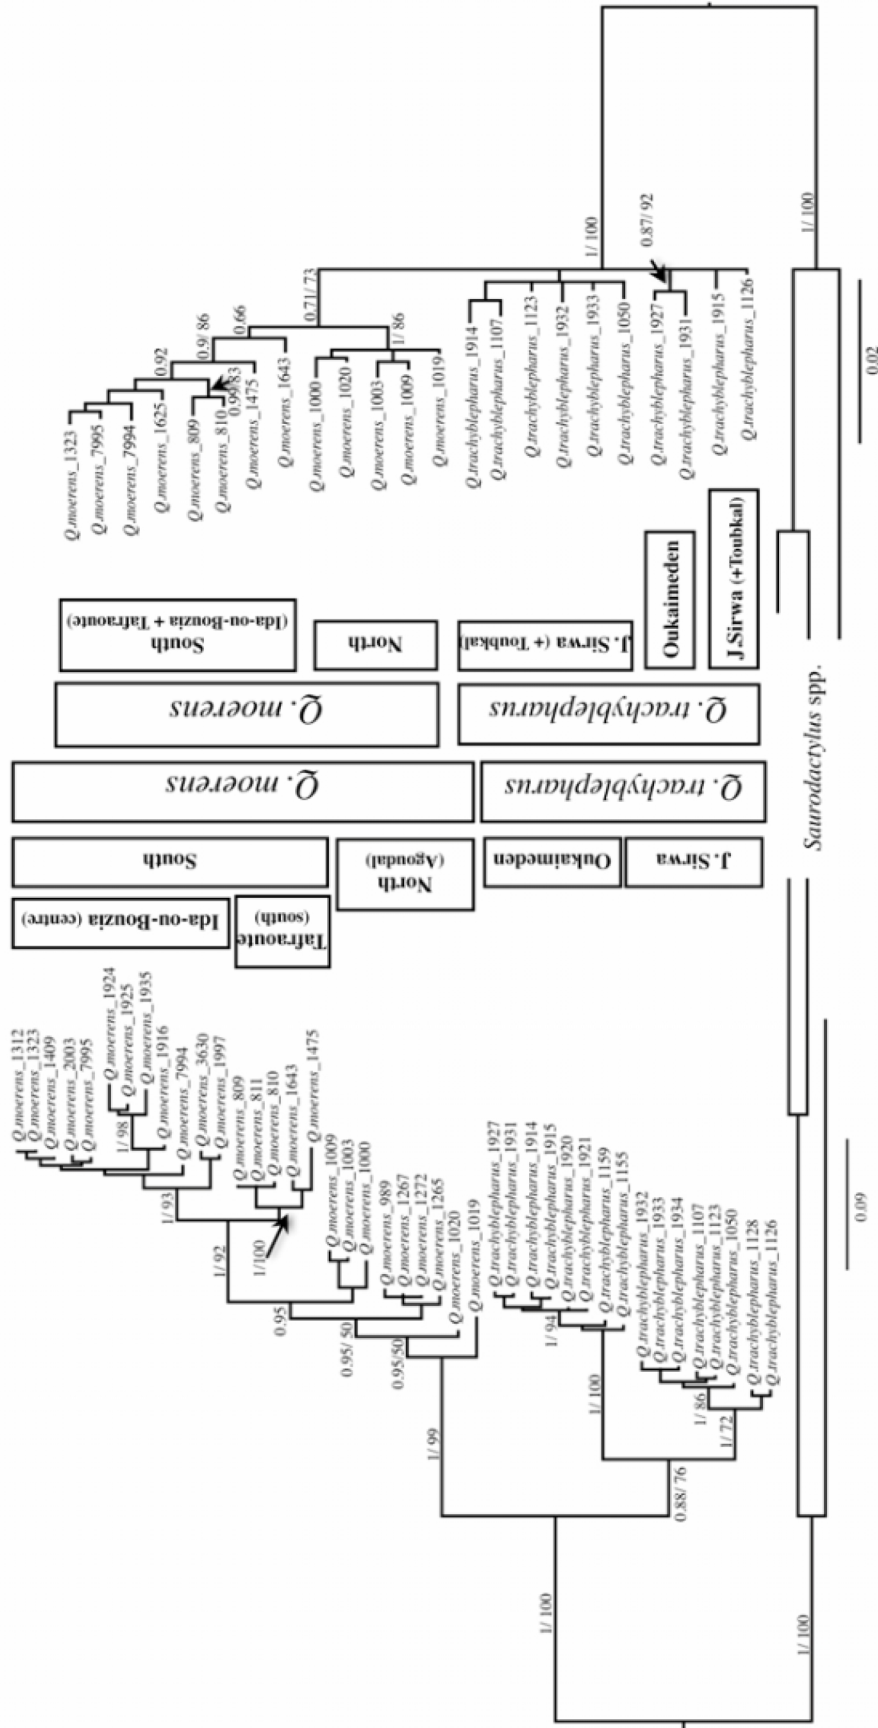 Q.moerens_1323
Q.moerens_7995
Q.moerens_7994
Q.moerens_1625
Q.moerens_809
Q.moerens_810
Q.moerens_1475
Q.moerens_1643
Q.moerens_1000
Q.moerens_1020
Q.moerens_1003
Q.moerens_1009
Q.moerens_1019
Q.trachyblepharus_1914
Q.trachyblepharus_1107
Q.trachyblepharus_1123
Q.trachyblepharus_1932
Q.trachyblepharus_1933
Q.trachyblepharus_1050
Q.trachyblepharus_1927
Q.trachyblepharus_1931
Q.trachyblepharus_1915
Q.trachyblepharus_1126
0.92
0.99/83
0.9/ 86
0.66
0.71/ 73
1/ 86
1/ 100
0.87/ 92
1/ 100
0.02
South
(Ida-ou-Bouzia + Tafraoute)
North
J. Sirwa (+ Toubkal)
Oukaimeden
J.Sirwa (+Toubkal)
Q. moerens
Q. trachyblepharus
Q. moerens
Q. trachyblepharus
Saurodactylus spp.
South
North
(Agoudal)
Oukaimeden
J. Sirwa
Ida-ou-Bouzia (centre)
Tafraoute
(south)
Q.moerens_1312
Q.moerens_1323
Q.moerens_1409
Q.moerens_2003
Q.moerens_7995
Q.moerens_1924
Q.moerens_1925
Q.moerens_1935
Q.moerens_1916
Q.moerens_7994
Q.moerens_3630
Q.moerens_1997
Q.moerens_809
Q.moerens_811
Q.moerens_810
Q.moerens_1643
Q.moerens_1475
Q.moerens_1009
Q.moerens_1003
Q.moerens_1000
Q.moerens_989
Q.moerens_1267
Q.moerens_1272
Q.moerens_1265
Q.moerens_1020
Q.moerens_1019
Q.trachyblepharus_1927
Q.trachyblepharus_1931
Q.trachyblepharus_1914
Q.trachyblepharus_1915
Q.trachyblepharus_1920
Q.trachyblepharus_1921
Q.trachyblepharus_1159
Q.trachyblepharus_1155
Q.trachyblepharus_1932
Q.trachyblepharus_1933
Q.trachyblepharus_1934
Q.trachyblepharus_1107
Q.trachyblepharus_1123
Q.trachyblepharus_1050
Q.trachyblepharus_1128
Q.trachyblepharus_1126
1/ 98
1/ 93
1/ 92
1/100
0.95
0.95/ 50
0.95/50
1/ 99
1/ 94
1/ 100
1/ 86
1/ 72
0.88/ 76
1/ 100
1/ 100
0.09